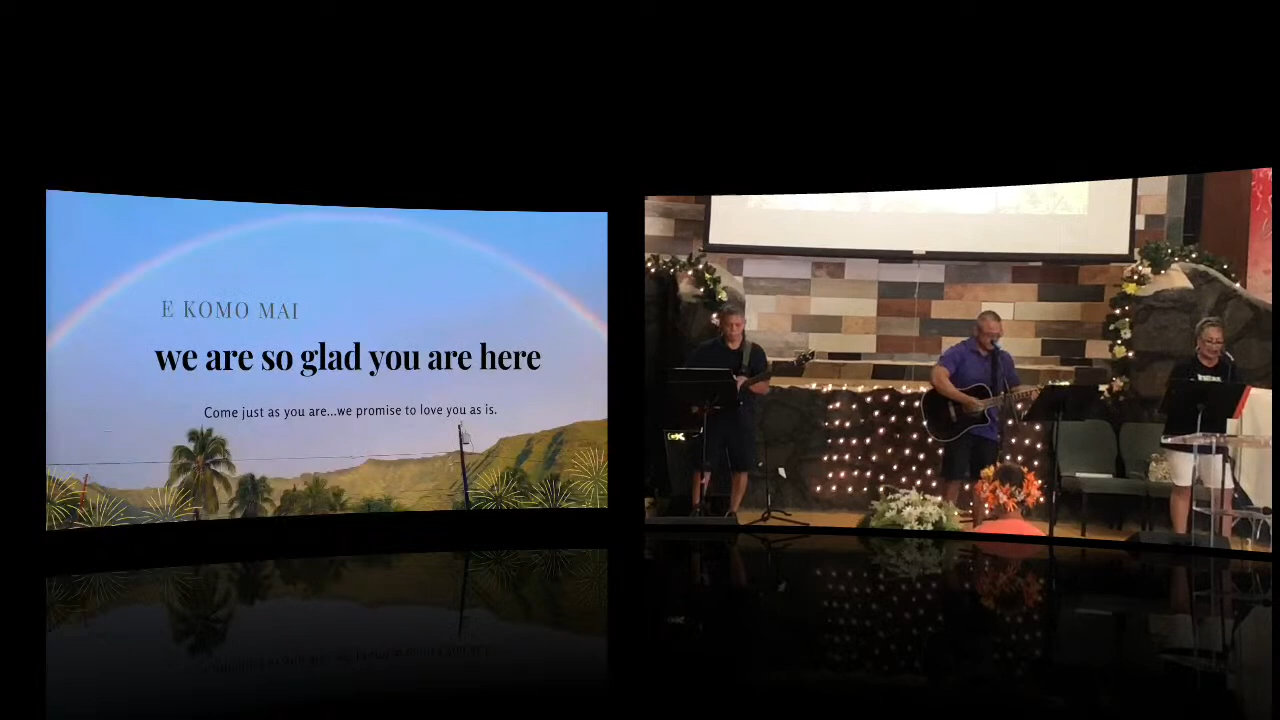 E KOMO MAI
we are so glad you are here
Come just as you are...we promise to love you as is.